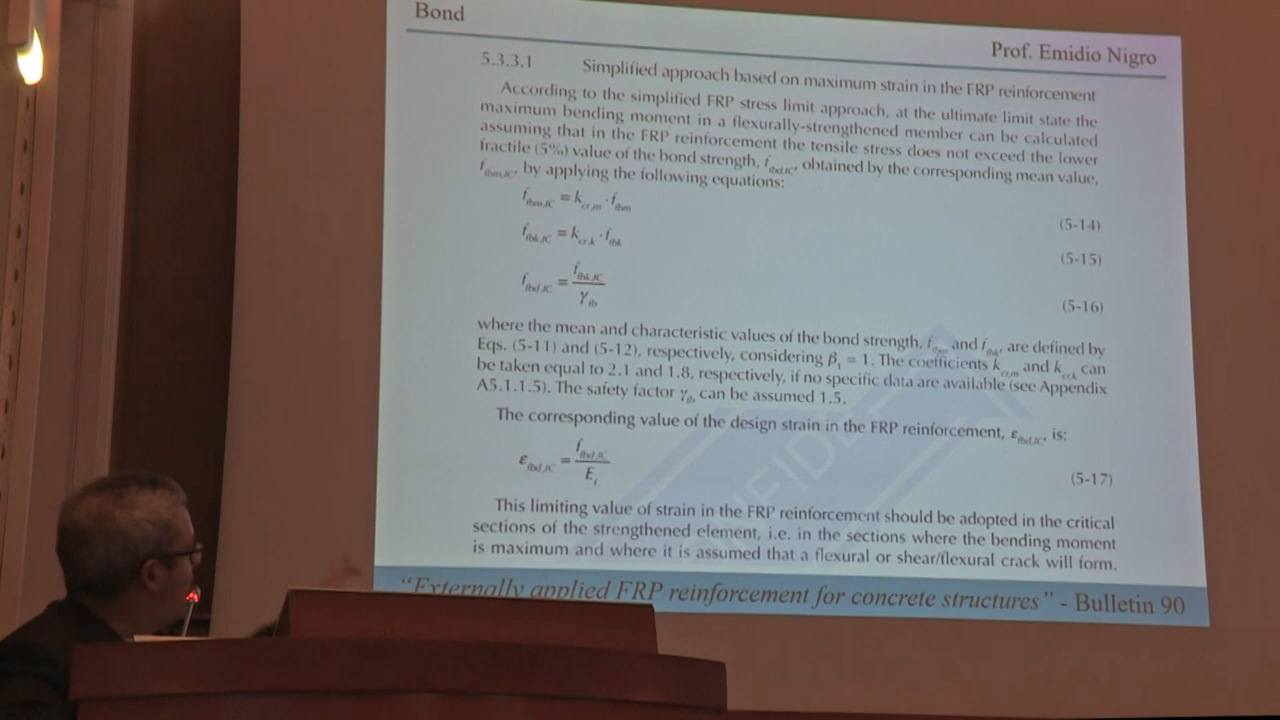 Bond
Prof. Emidio Nigro
5.3.3.1 Simplified approach based on maximum strain in the FRP reinforcement
According to the simplified FRP stress limit approach, at the ultimate limit state the
maximum bending moment in a flexurally-strengthened member can be calculated
assuming that in the FRP reinforcement the tensile stress does not exceed the lower
fractile (5%) value of the bond strength, f_fbd,IC, obtained by the corresponding mean value,
f_fbm,IC, by applying the following equations:
f_fbm,IC = k_cr,m · f_fbm (5-14)
f_fbk,IC = k_cr,k · f_fbk (5-15)
f_fbd,IC = f_fbk,IC / γ_fb (5-16)
where the mean and characteristic values of the bond strength, f_fbm and f_fbk, are defined by
Eqs. (5-11) and (5-12), respectively, considering β_l = 1. The coefficients k_cr,m and k_cr,k can
be taken equal to 2.1 and 1.8, respectively, if no specific data are available (see Appendix
A5.1.1.5). The safety factor γ_fb can be assumed 1.5.
The corresponding value of the design strain in the FRP reinforcement, ε_fbd,IC, is:
ε_fbd,IC = f_fbd,IC / E_f (5-17)
This limiting value of strain in the FRP reinforcement should be adopted in the critical
sections of the strengthened element, i.e. in the sections where the bending moment
is maximum and where it is assumed that a flexural or shear/flexural crack will form.
"Externally applied FRP reinforcement for concrete structures" - Bulletin 90